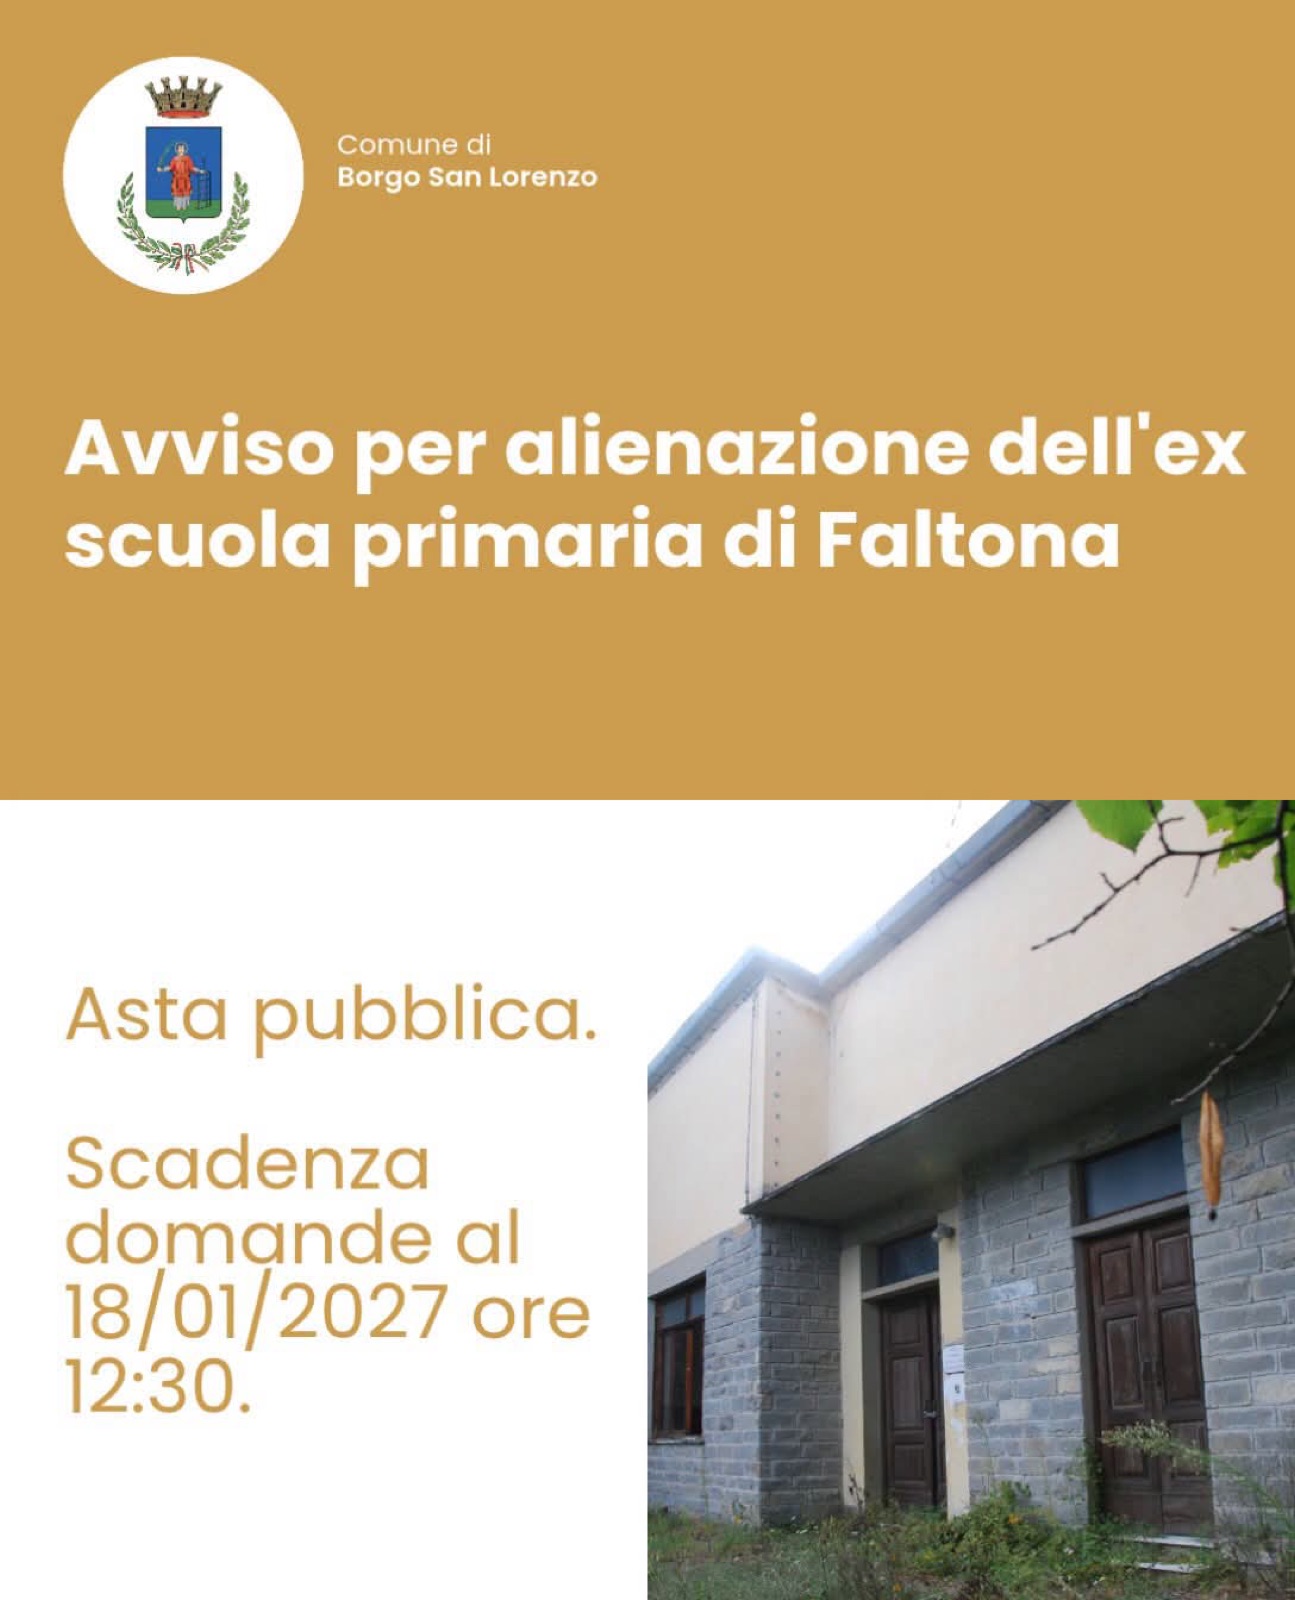 Comune di
Borgo San Lorenzo
Avviso per alienazione dell'ex
scuola primaria di Faltona
Asta pubblica.
Scadenza
domande al
18/01/2027 ore
12:30.